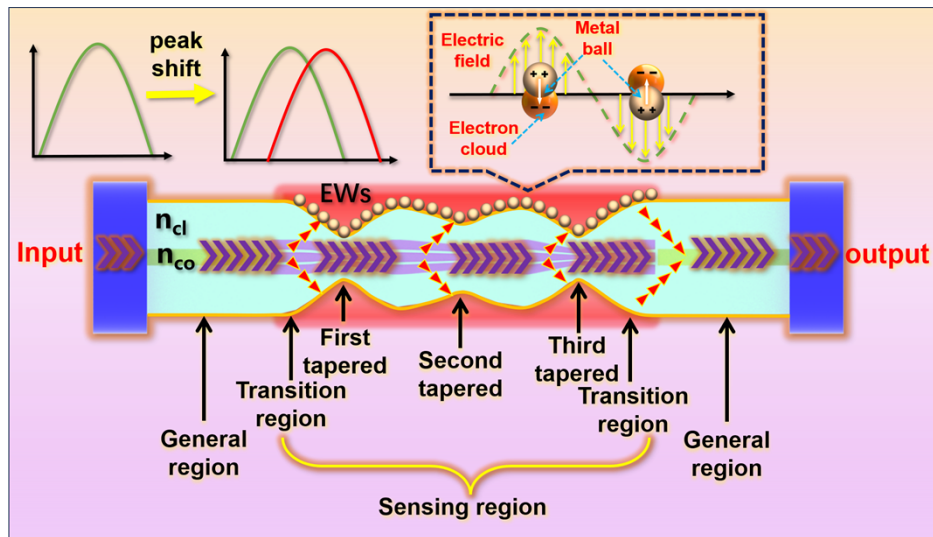 peak
shift
Electric
field
Metal
ball
++
--
--
++
Electron
cloud
EWs
ncl
Input
nco
output
First
tapered
Second
tapered
Third
tapered
Transition
region
Transition
region
General
region
General
region
Sensing region